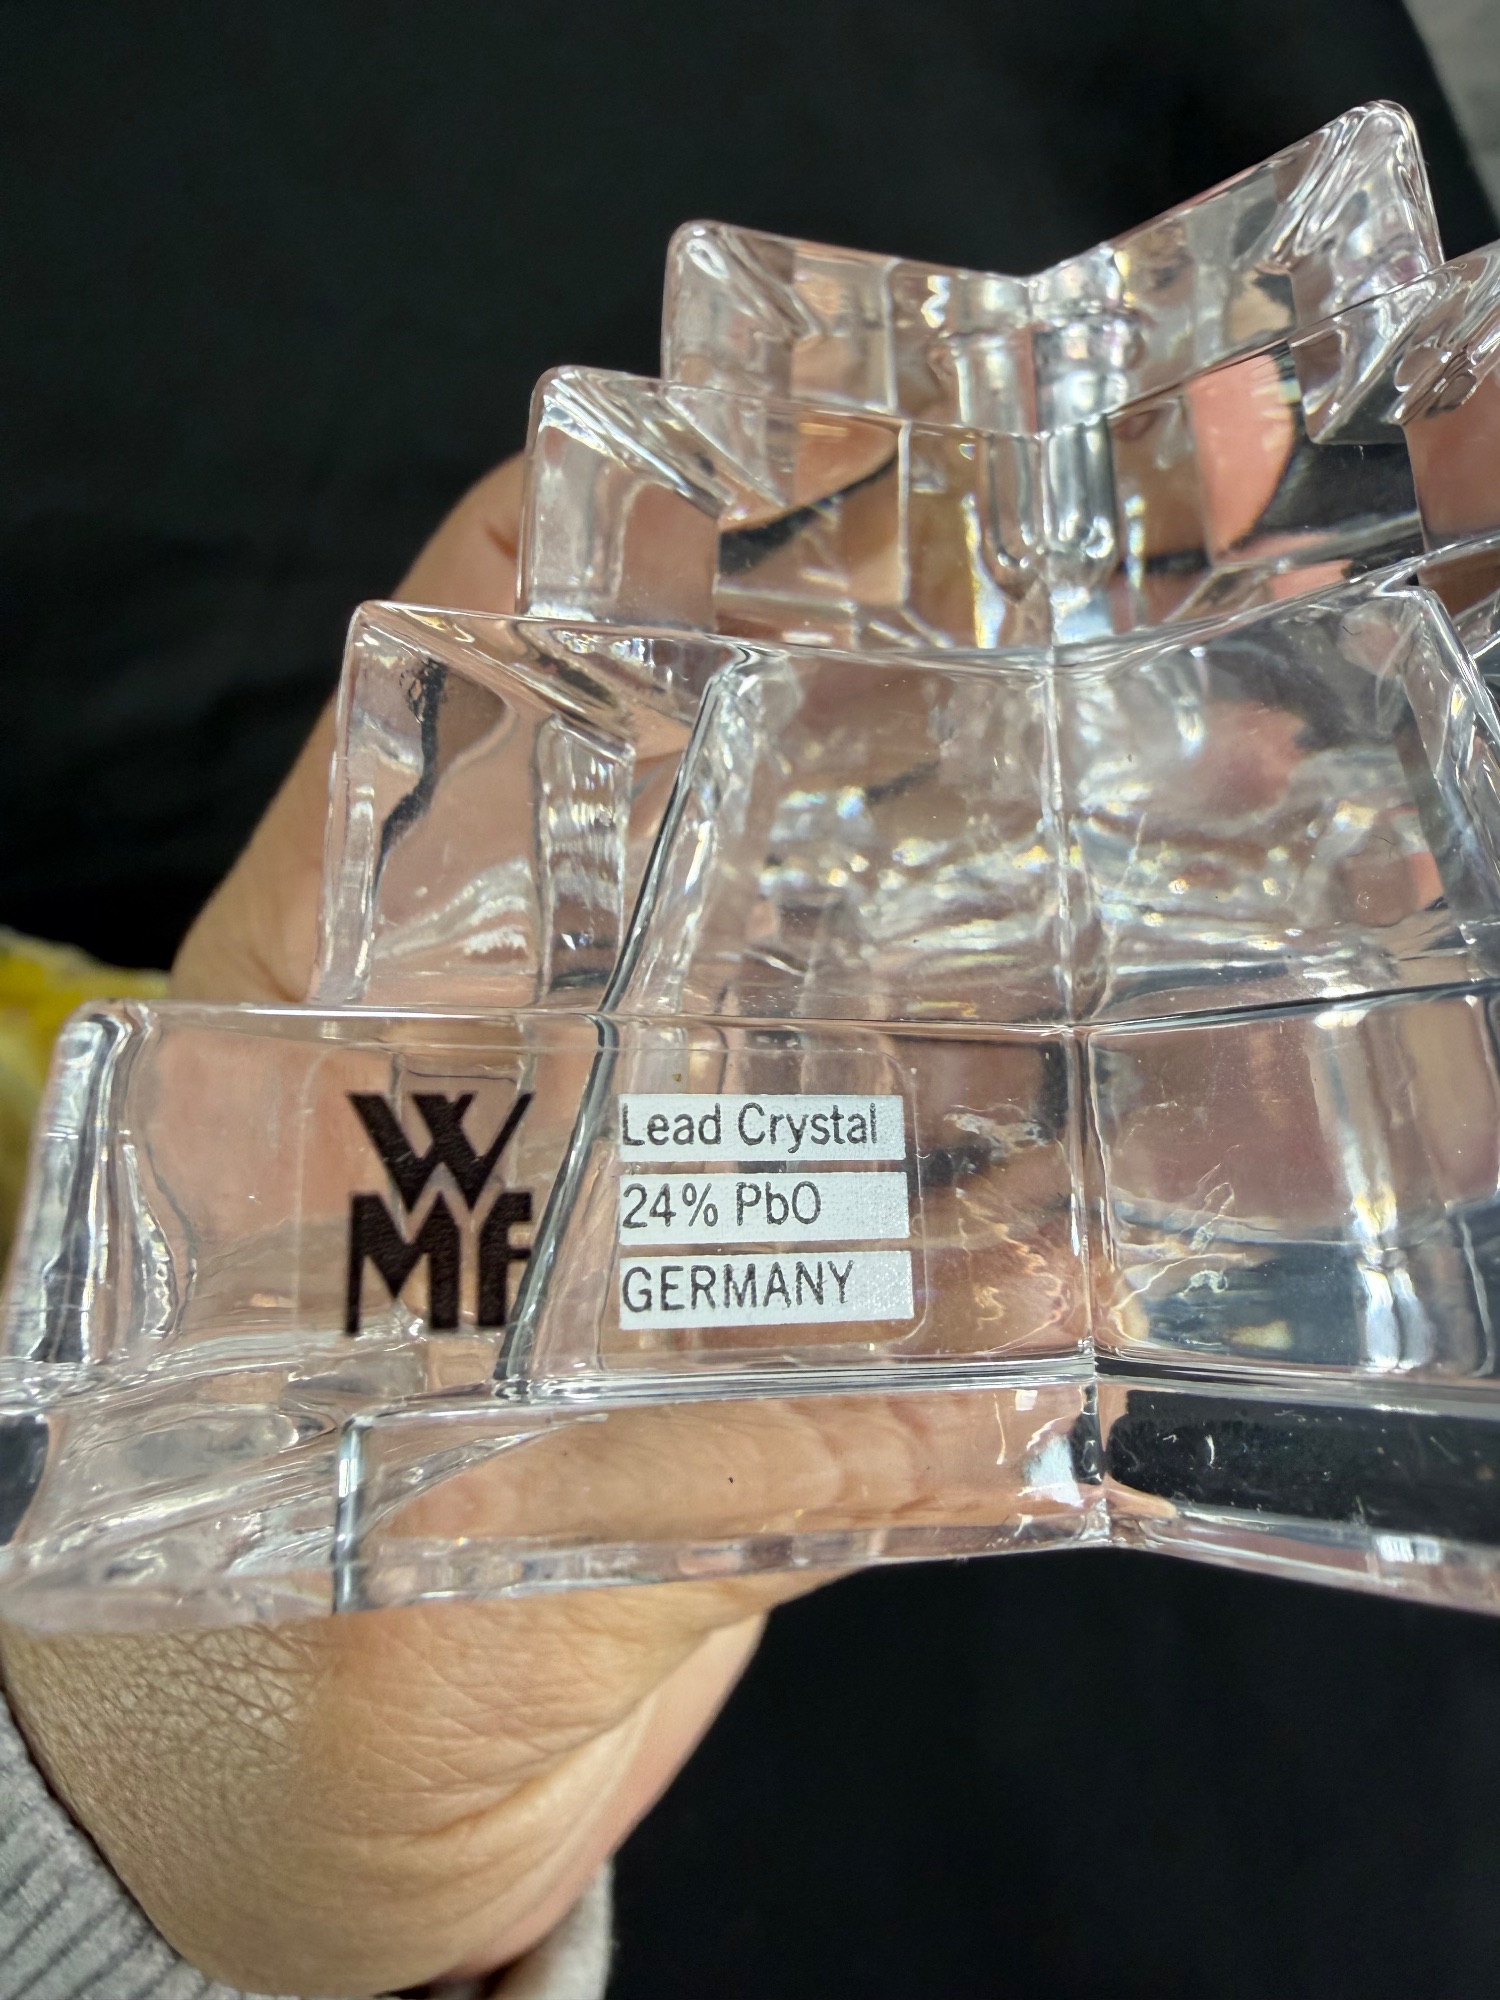 WMF
Lead Crystal
24% PbO
GERMANY